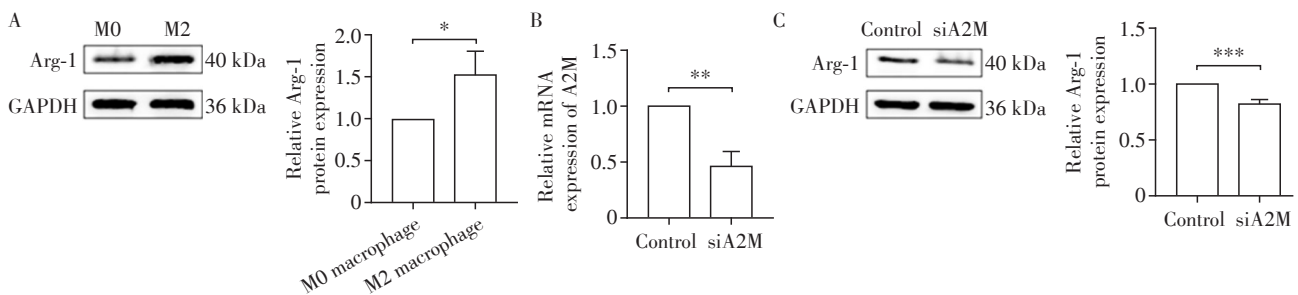 A
M0 M2
Arg-1
40 kDa
GAPDH
36 kDa
Relative Arg-1
protein expression
2.0
1.5
1.0
0.5
0
*
M0 macrophage
M2 macrophage
B
Relative mRNA
expression of A2M
1.5
1.0
0.5
0
**
Control siA2M
C
Control siA2M
Arg-1
40 kDa
GAPDH
36 kDa
Relative Arg-1
protein expression
1.5
1.0
0.5
0
***
Control siA2M